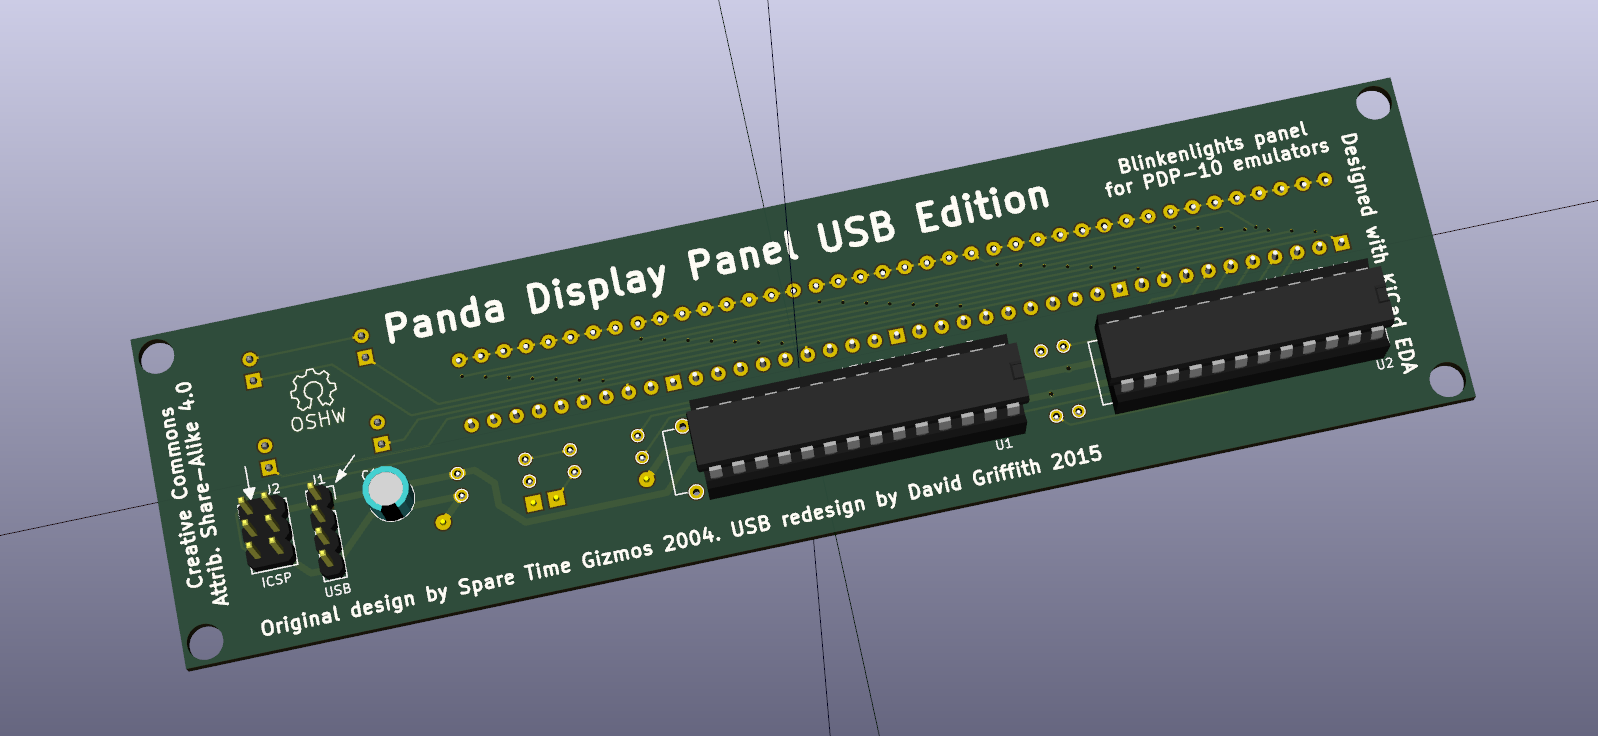 Blinkenlights panel
for PDP-10 emulators
Panda Display Panel USB Edition
Designed with KiCad EDA
OSHW
Creative Commons
Attrib. Share-Alike 4.0
J2
J1
ICSP
USB
U1
U2
Original design by Spare Time Gizmos 2004. USB redesign by David Griffith 2015